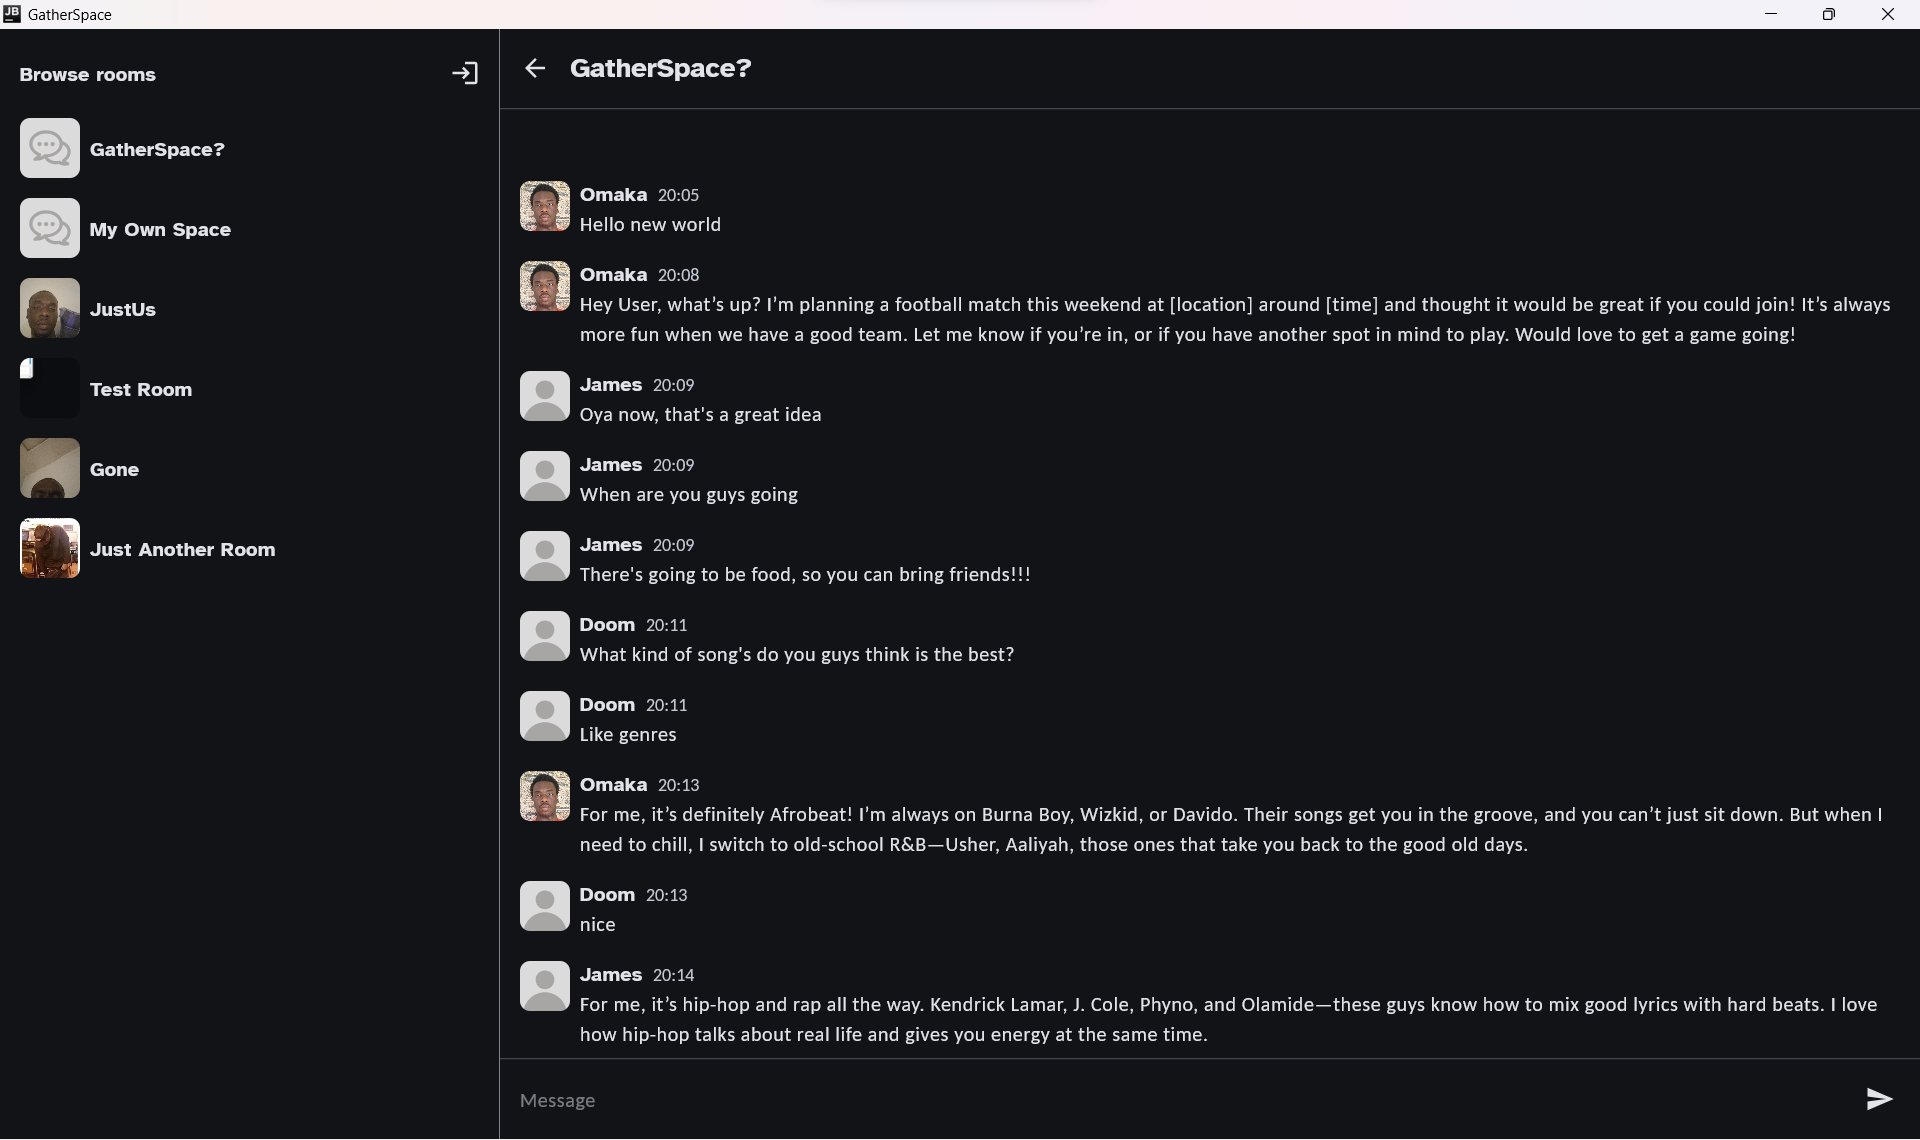 JB GatherSpace
Browse rooms
GatherSpace?
My Own Space
JustUs
Test Room
Gone
Just Another Room
GatherSpace?
Omaka 20:05
Hello new world
Omaka 20:08
Hey User, what’s up? I’m planning a football match this weekend at [location] around [time] and thought it would be great if you could join! It’s always
more fun when we have a good team. Let me know if you’re in, or if you have another spot in mind to play. Would love to get a game going!
James 20:09
Oya now, that's a great idea
James 20:09
When are you guys going
James 20:09
There's going to be food, so you can bring friends!!!
Doom 20:11
What kind of song's do you guys think is the best?
Doom 20:11
Like genres
Omaka 20:13
For me, it’s definitely Afrobeat! I’m always on Burna Boy, Wizkid, or Davido. Their songs get you in the groove, and you can’t just sit down. But when I
need to chill, I switch to old-school R&B—Usher, Aaliyah, those ones that take you back to the good old days.
Doom 20:13
nice
James 20:14
For me, it’s hip-hop and rap all the way. Kendrick Lamar, J. Cole, Phyno, and Olamide—these guys know how to mix good lyrics with hard beats. I love
how hip-hop talks about real life and gives you energy at the same time.
Message